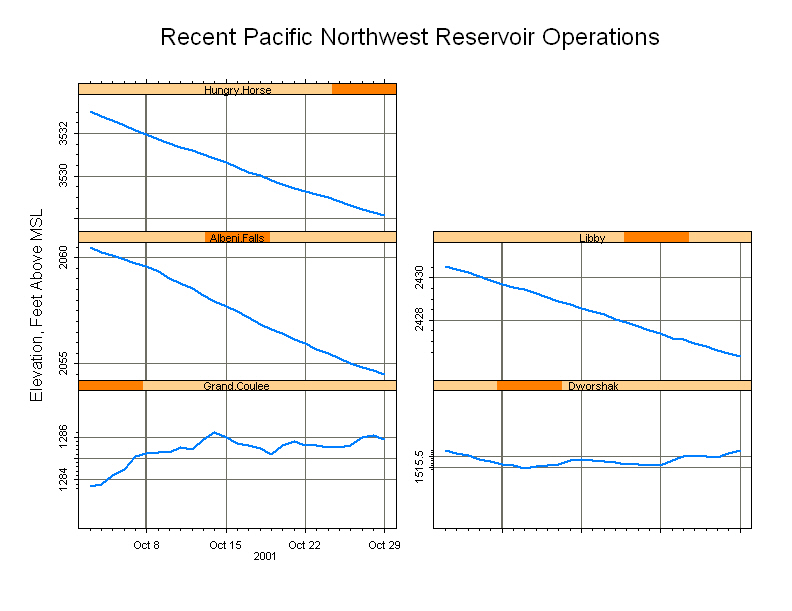 Recent Pacific Northwest Reservoir Operations
Elevation, Feet Above MSL
Hungry.Horse
3532
3530
Albeni.Falls
2060
2055
Libby
2430
2428
Grand.Coulee
1286
1284
Dworshak
1515.5
Oct 8 Oct 15 Oct 22 Oct 29
2001